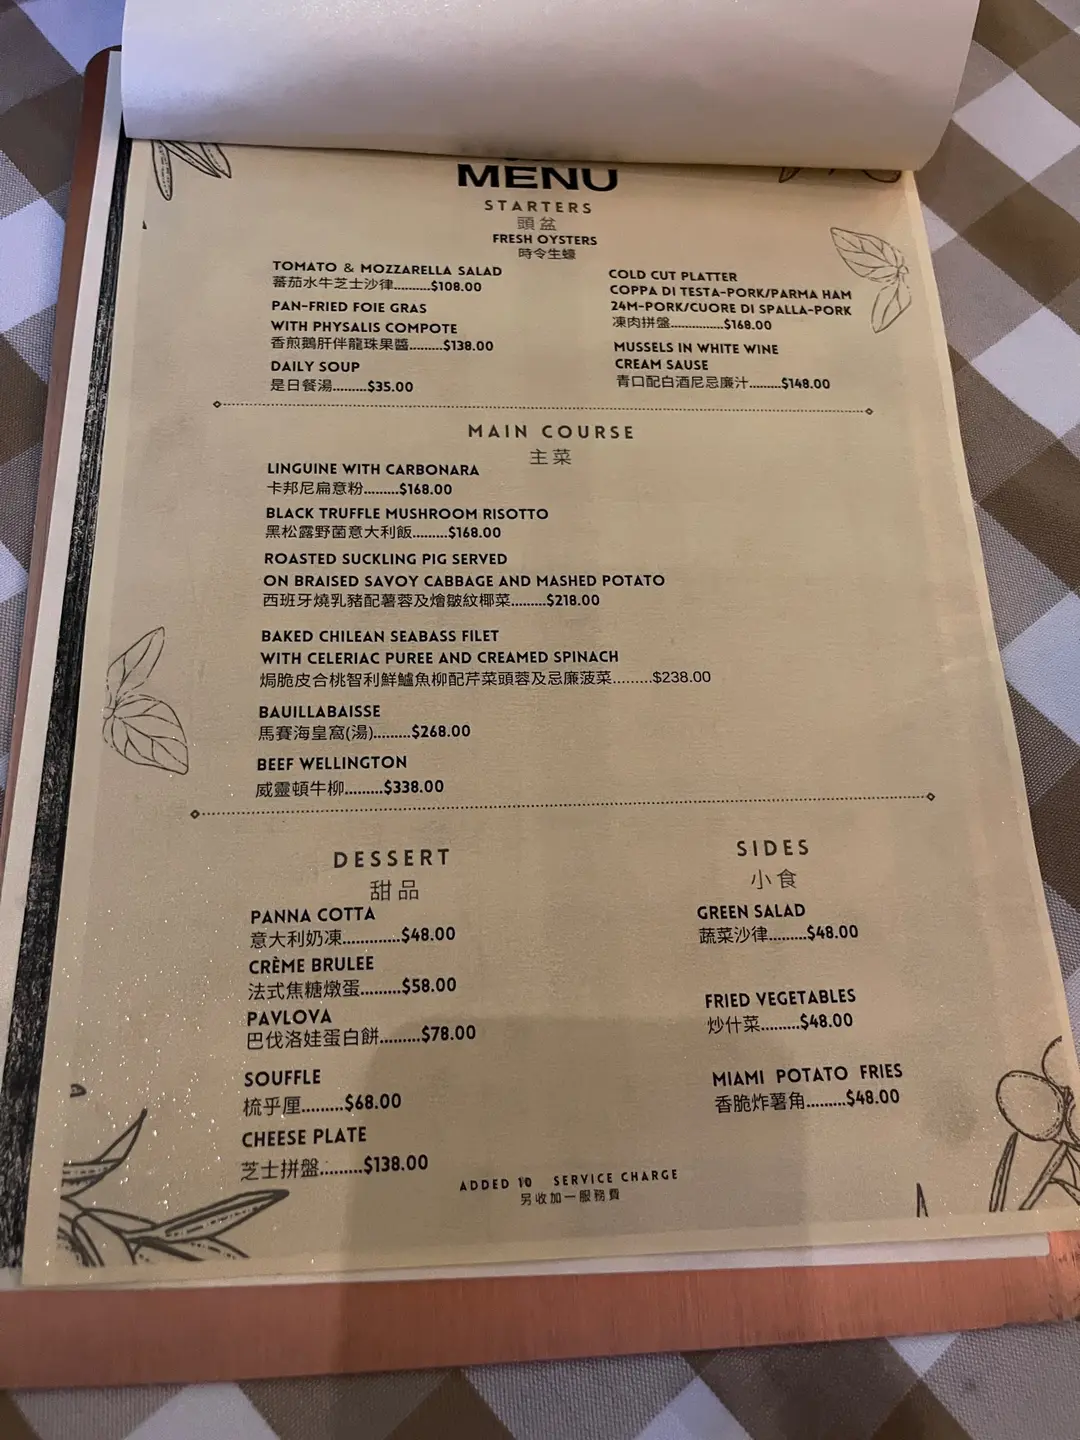 MENU
STARTERS
頭盆
FRESH OYSTERS
時令生蠔
TOMATO & MOZZARELLA SALAD
蕃茄水牛芝士沙律..........$108.00
PAN-FRIED FOIE GRAS
WITH PHYSALIS COMPOTE
香煎鵝肝伴龍珠果醬.........$138.00
DAILY SOUP
是日餐湯.........$35.00
COLD CUT PLATTER
COPPA DI TESTA-PORK/PARMA HAM
24M-PORK/CUORE DI SPALLA-PORK
凍肉拼盤...............$168.00
MUSSELS IN WHITE WINE
CREAM SAUSE
青口配白酒尼忌廉汁.........$148.00
MAIN COURSE
主菜
LINGUINE WITH CARBONARA
卡邦尼扁意粉.........$168.00
BLACK TRUFFLE MUSHROOM RISOTTO
黑松露野菌意大利飯.........$168.00
ROASTED SUCKLING PIG SERVED
ON BRAISED SAVOY CABBAGE AND MASHED POTATO
西班牙燒乳豬配薯蓉及燴皺紋椰菜.........$218.00
BAKED CHILEAN SEABASS FILET
WITH CELERIAC PUREE AND CREAMED SPINACH
焗脆皮合桃智利鮮鱸魚柳配芹菜頭蓉及忌廉菠菜.........$238.00
BAUILLABAISSE
馬賽海皇窩(湯).........$268.00
BEEF WELLINGTON
威靈頓牛柳.........$338.00
DESSERT
甜品
PANNA COTTA
意大利奶凍.............$48.00
CRÈME BRULEE
法式焦糖燉蛋.........$58.00
PAVLOVA
巴伐洛娃蛋白餅.........$78.00
SOUFFLE
梳乎厘.........$68.00
CHEESE PLATE
芝士拼盤.........$138.00
SIDES
小食
GREEN SALAD
蔬菜沙律.........$48.00
FRIED VEGETABLES
炒什菜.........$48.00
MIAMI POTATO FRIES
香脆炸薯角.........$48.00
ADDED 10 SERVICE CHARGE
另收加一服務費